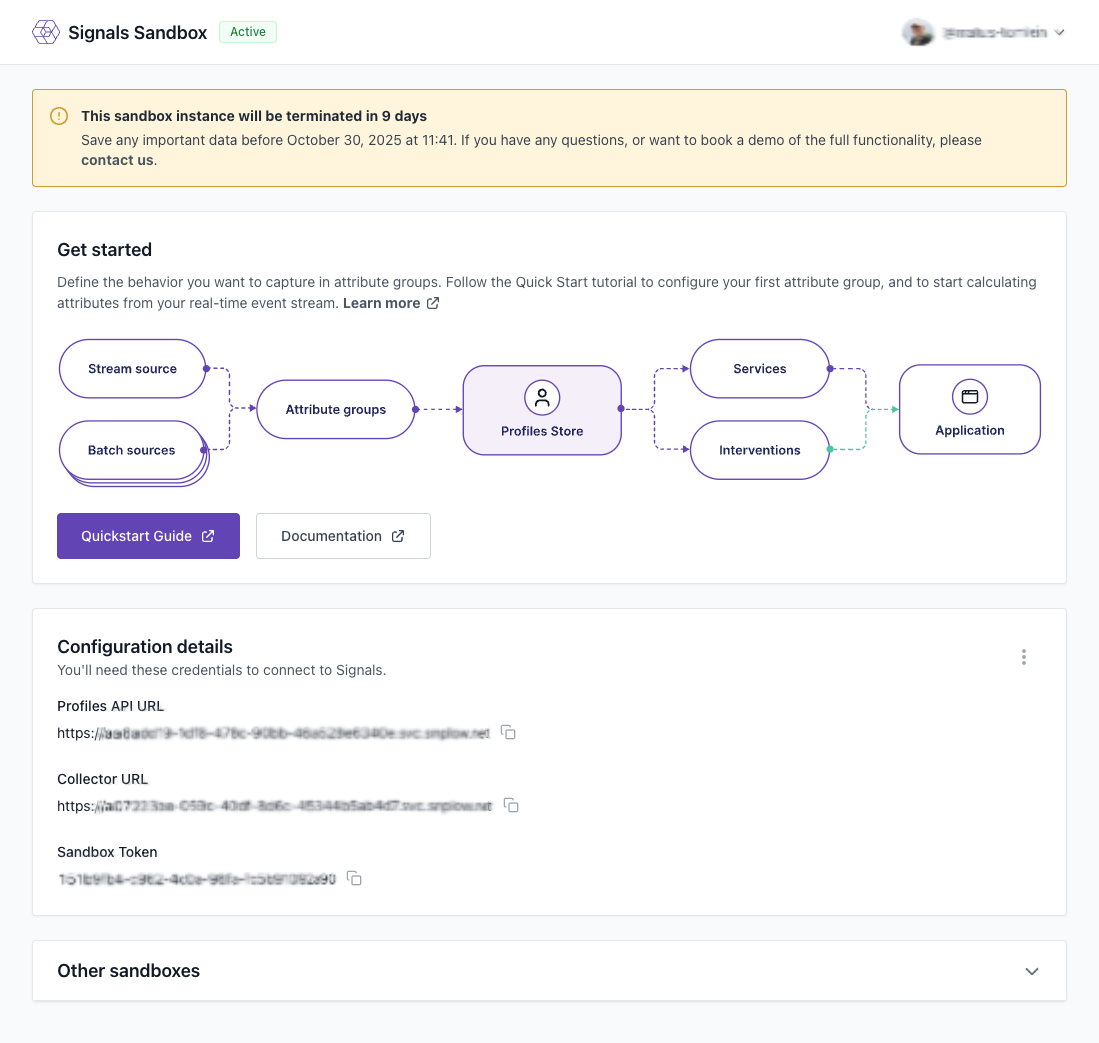 Signals Sandbox
Active
This sandbox instance will be terminated in 9 days
Save any important data before October 30, 2025 at 11:41. If you have any questions, or want to book a demo of the full functionality, please
contact us.
Get started
Define the behavior you want to capture in attribute groups. Follow the Quick Start tutorial to configure your first attribute group, and to start calculating
attributes from your real-time event stream. Learn more
Stream source
Batch sources
Attribute groups
Profiles Store
Services
Interventions
Application
Quickstart Guide
Documentation
Configuration details
You'll need these credentials to connect to Signals.
Profiles API URL
https:/
Collector URL
https:/
Sandbox Token
Other sandboxes